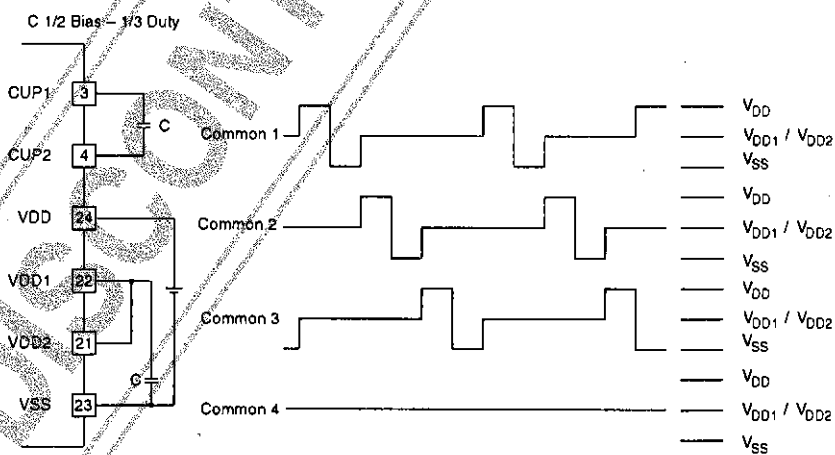 C 1/2 Bias – 1/3 Duty
CUP1 3
C
CUP2 4
VDD 24
VDD1 22
VDD2 21
C
VSS 23
Common 1
VDD
VDD1 / VDD2
VSS
Common 2
VDD
VDD1 / VDD2
VSS
Common 3
VDD
VDD1 / VDD2
VSS
Common 4
VDD
VDD1 / VDD2
VSS
DISCONT